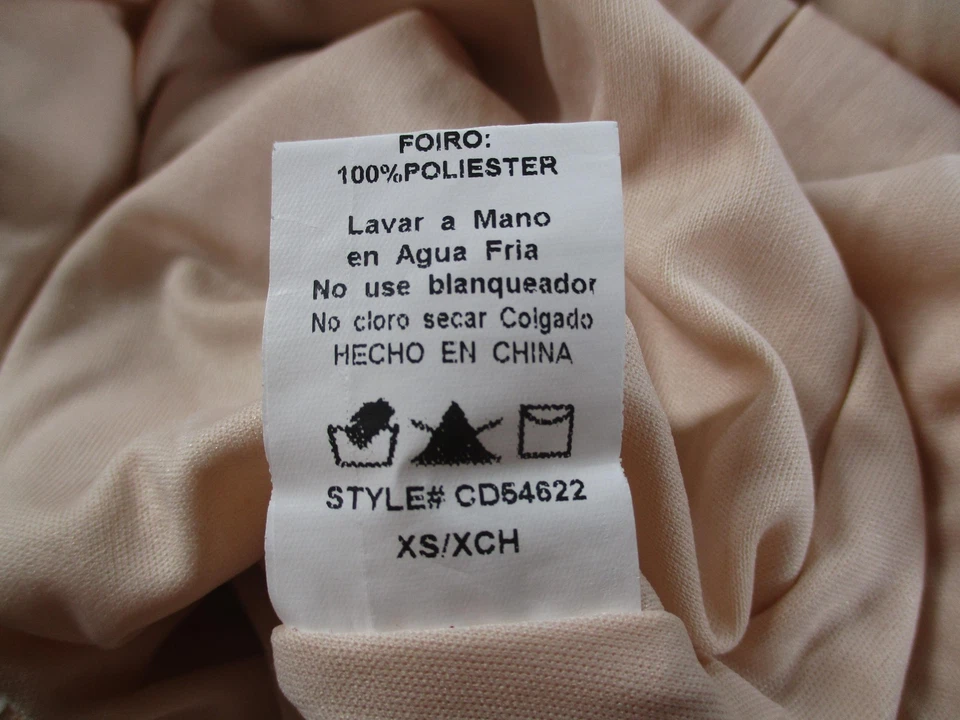 FOIRO:
100%POLIESTER
Lavar a Mano
en Agua Fria
No use blanqueador
No cloro secar Colgado
HECHO EN CHINA
STYLE# CD54622
XS/XCH